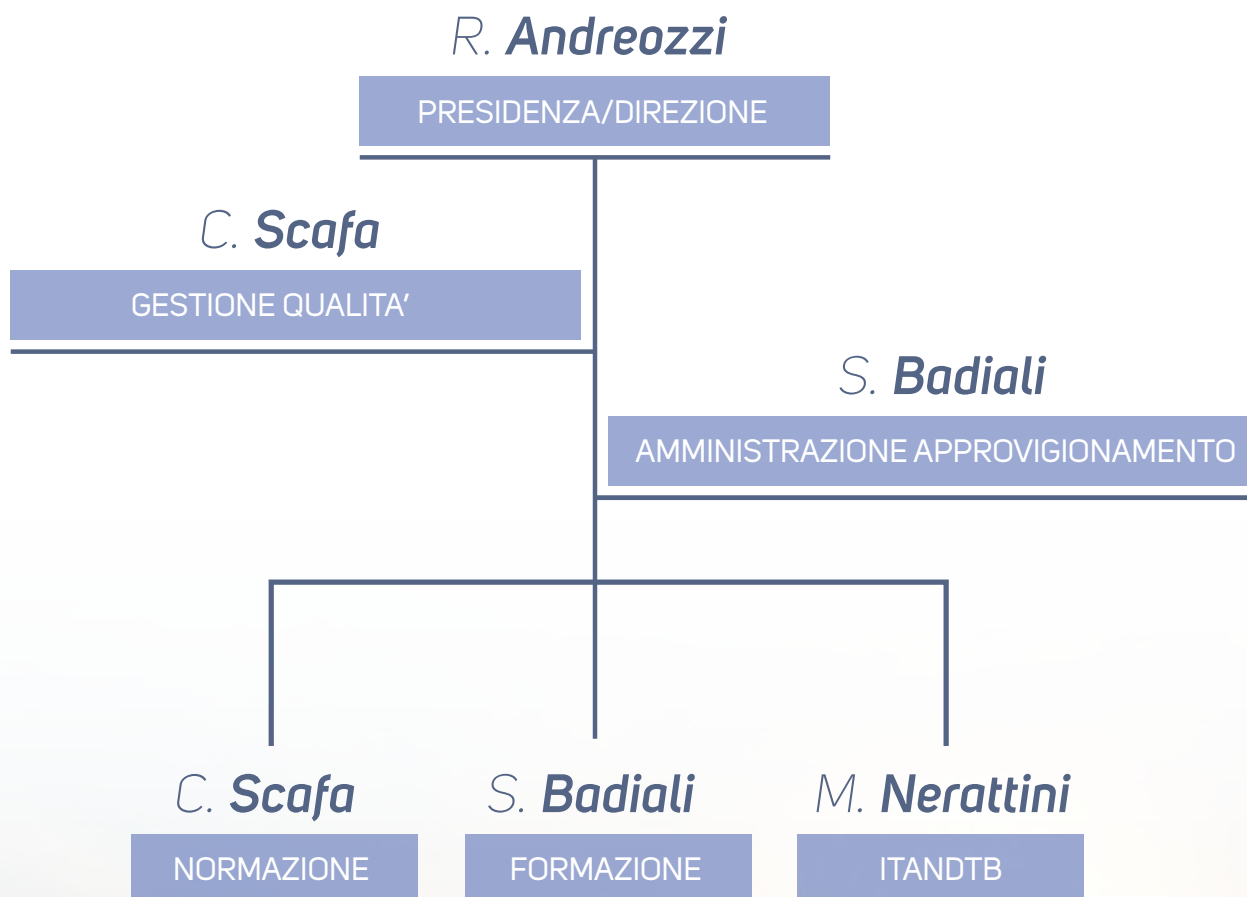 R. Andreozzi
PRESIDENZA/DIREZIONE
C. Scafa
GESTIONE QUALITA'
S. Badiali
AMMINISTRAZIONE APPROVIGIONAMENTO
C. Scafa
NORMAZIONE
S. Badiali
FORMAZIONE
M. Nerattini
ITANDTB